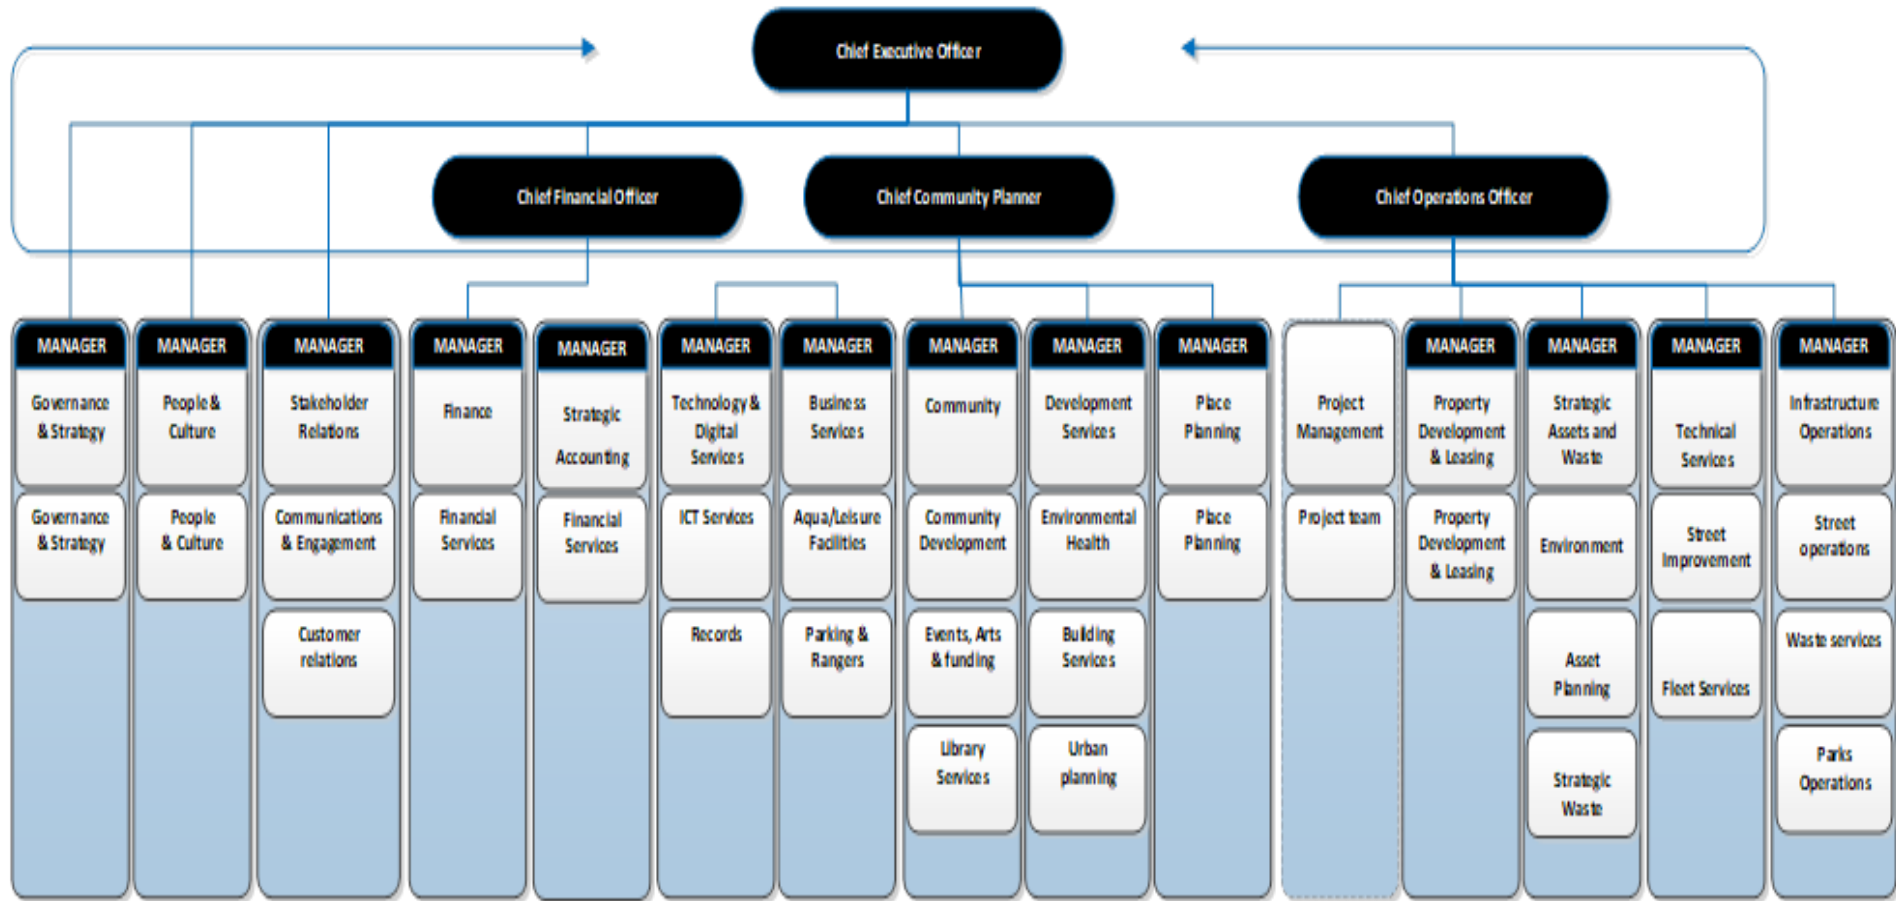 Chief Executive Officer
Chief Financial Officer
Chief Community Planner
Chief Operations Officer
MANAGER
Governance
& Strategy
Governance
& Strategy
MANAGER
People &
Culture
People
& Culture
MANAGER
Stakeholder
Relations
Communications
& Engagement
Customer
relations
MANAGER
Finance
Financial
Services
MANAGER
Strategic
Accounting
Financial
Services
MANAGER
Technology &
Digital
Services
ICT Services
Records
MANAGER
Business
Services
Aqua/Leisure
Facilities
Parking &
Rangers
MANAGER
Community
Community
Development
Events, Arts
& funding
Library
Services
MANAGER
Development
Services
Environmental
Health
Building
Services
Urban
planning
MANAGER
Place
Planning
Place
Planning
Project
Management
Project team
MANAGER
Property
Development
& Leasing
Property
Development
& Leasing
MANAGER
Strategic
Assets and
Waste
Environment
Asset
Planning
Strategic
Waste
MANAGER
Technical
Services
Street
Improvement
Fleet Services
MANAGER
Infrastructure
Operations
Street
operations
Waste services
Parks
Operations